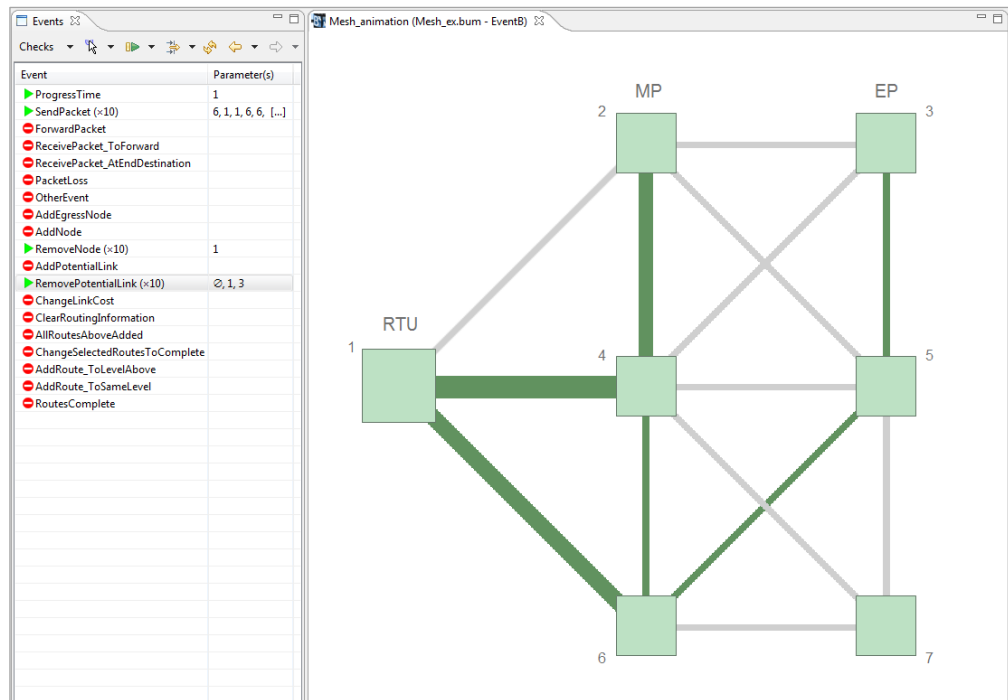 Events
Checks
Event Parameter(s)
ProgressTime 1
SendPacket (×10) 6, 1, 1, 6, 6, [...]
ForwardPacket
ReceivePacket_ToForward
ReceivePacket_AtEndDestination
PacketLoss
OtherEvent
AddEgressNode
AddNode
RemoveNode (×10) 1
AddPotentialLink
RemovePotentialLink (×10) ∅, 1, 3
ChangeLinkCost
ClearRoutingInformation
AllRoutesAboveAdded
ChangeSelectedRoutesToComplete
AddRoute_ToLevelAbove
AddRoute_ToSameLevel
RoutesComplete
Mesh_animation (Mesh_ex.bum - EventB)
MP EP
2 3
RTU
1 4 5
6 7